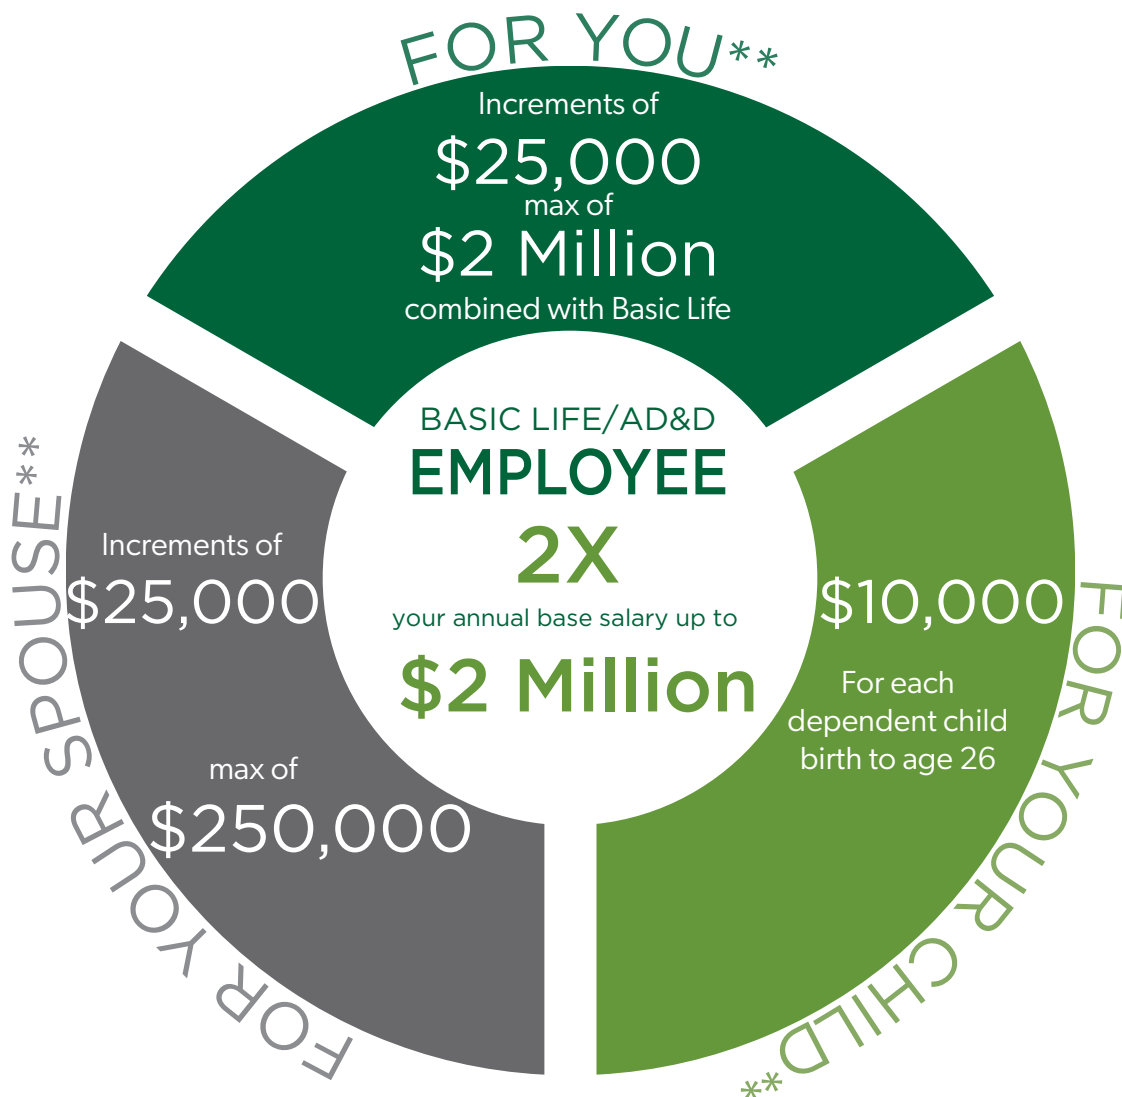 FOR YOU**
Increments of
$25,000
max of
$2 Million
combined with Basic Life
BASIC LIFE/AD&D
EMPLOYEE
2X
your annual base salary up to
$2 Million
FOR YOUR SPOUSE**
Increments of
$25,000
max of
$250,000
FOR YOUR CHILD**
$10,000
For each
dependent child
birth to age 26